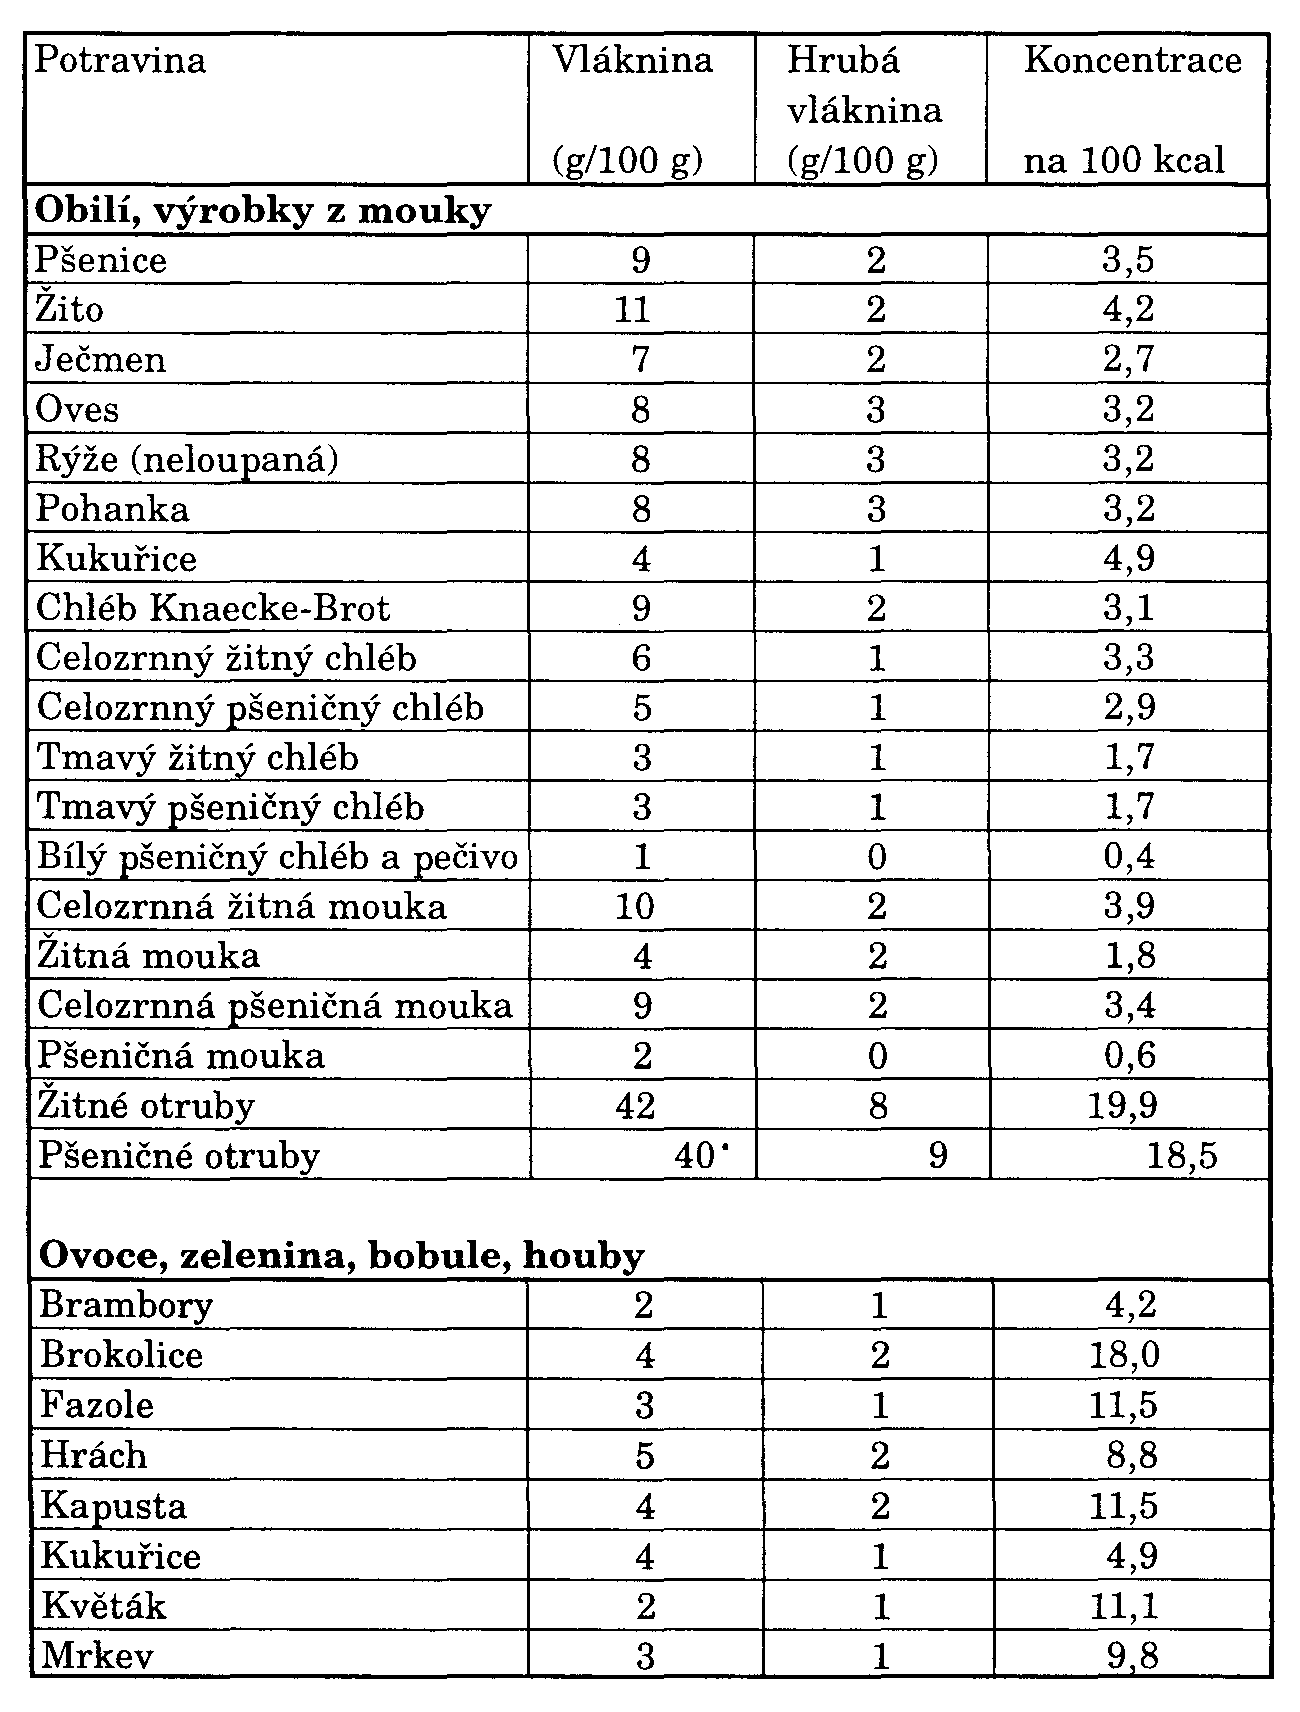 Potravina Vláknina Hrubá Koncentrace
vláknina
(g/100 g) (g/100 g) na 100 kcal
Obilí, výrobky z mouky
Pšenice 9 2 3,5
Žito 11 2 4,2
Ječmen 7 2 2,7
Oves 8 3 3,2
Rýže (neloupaná) 8 3 3,2
Pohanka 8 3 3,2
Kukuřice 4 1 4,9
Chléb Knaecke-Brot 9 2 3,1
Celozrnný žitný chléb 6 1 3,3
Celozrnný pšeničný chléb 5 1 2,9
Tmavý žitný chléb 3 1 1,7
Tmavý pšeničný chléb 3 1 1,7
Bílý pšeničný chléb a pečivo 1 0 0,4
Celozrnná žitná mouka 10 2 3,9
Žitná mouka 4 2 1,8
Celozrnná pšeničná mouka 9 2 3,4
Pšeničná mouka 2 0 0,6
Žitné otruby 42 8 19,9
Pšeničné otruby 40 9 18,5
Ovoce, zelenina, bobule, houby
Brambory 2 1 4,2
Brokolice 4 2 18,0
Fazole 3 1 11,5
Hrách 5 2 8,8
Kapusta 4 2 11,5
Kukuřice 4 1 4,9
Květák 2 1 11,1
Mrkev 3 1 9,8